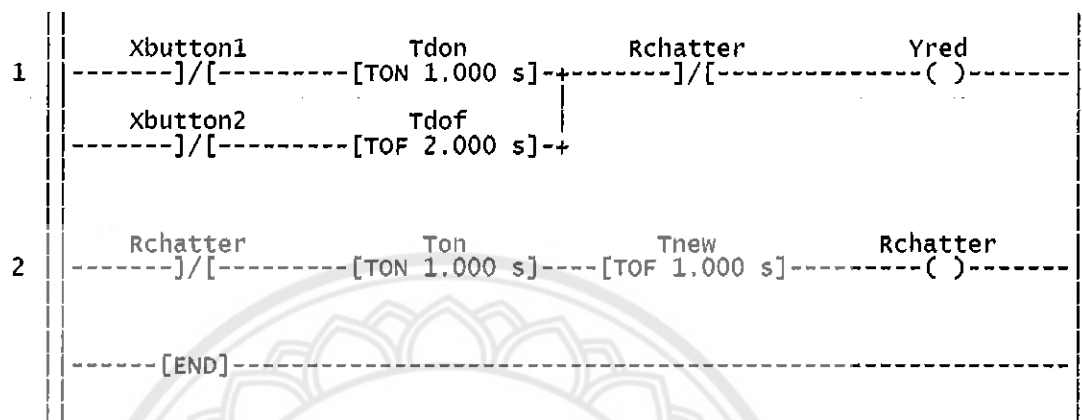 Xbutton1 Tdon Rchatter Yred
1 ||-------]/[---------[TON 1.000 s]-+-------]/[--------------( )-------
Xbutton2 Tdof |
||-------]/[---------[TOF 2.000 s]-+
Rchatter Ton Tnew Rchatter
2 ||-------]/[---------[TON 1.000 s]----[TOF 1.000 s]---------( )-------
||------[END]--------------------------------------------------